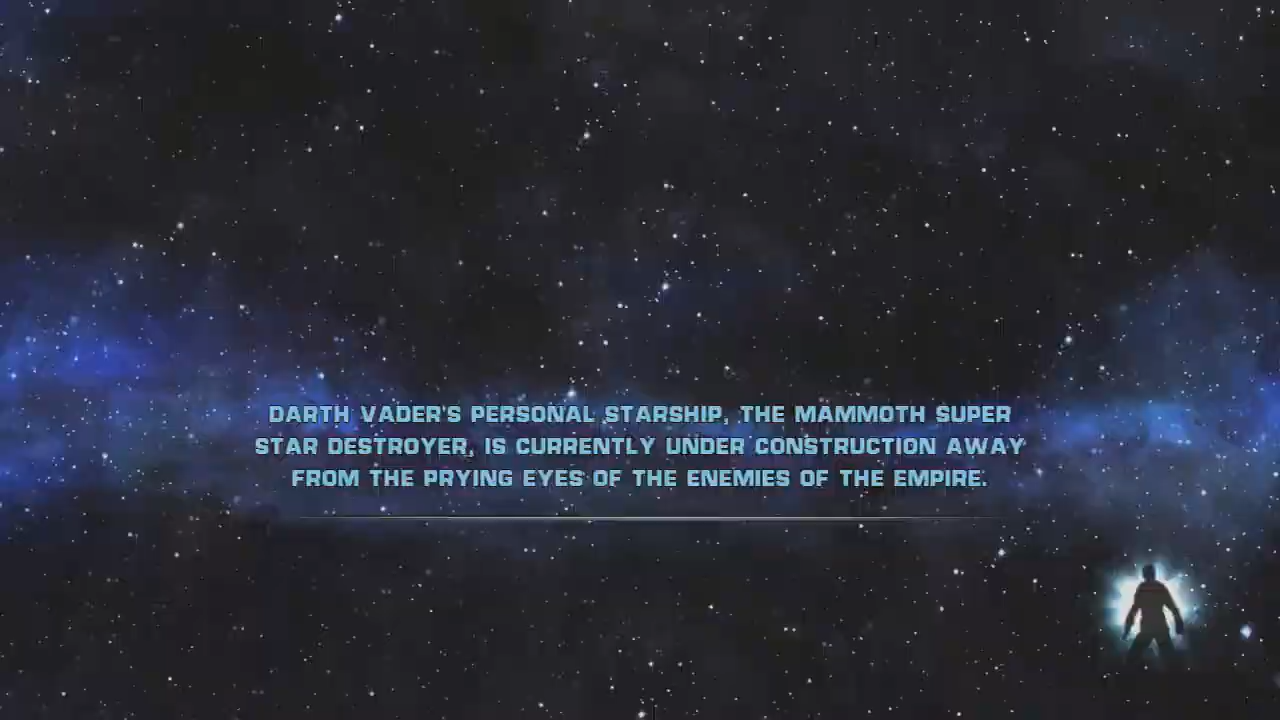 DARTH VADER'S PERSONAL STARSHIP, THE MAMMOTH SUPER
STAR DESTROYER, IS CURRENTLY UNDER CONSTRUCTION AWAY
FROM THE PRYING EYES OF THE ENEMIES OF THE EMPIRE.